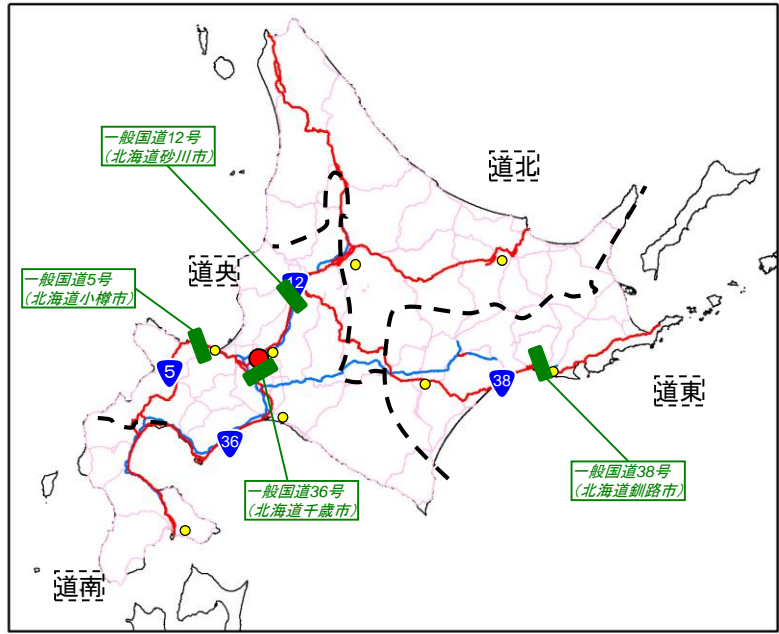 一般国道12号
(北海道砂川市)
道北
道央
一般国道5号
(北海道小樽市)
12
5
38
道東
36
一般国道38号
(北海道釧路市)
一般国道36号
(北海道千歳市)
道南